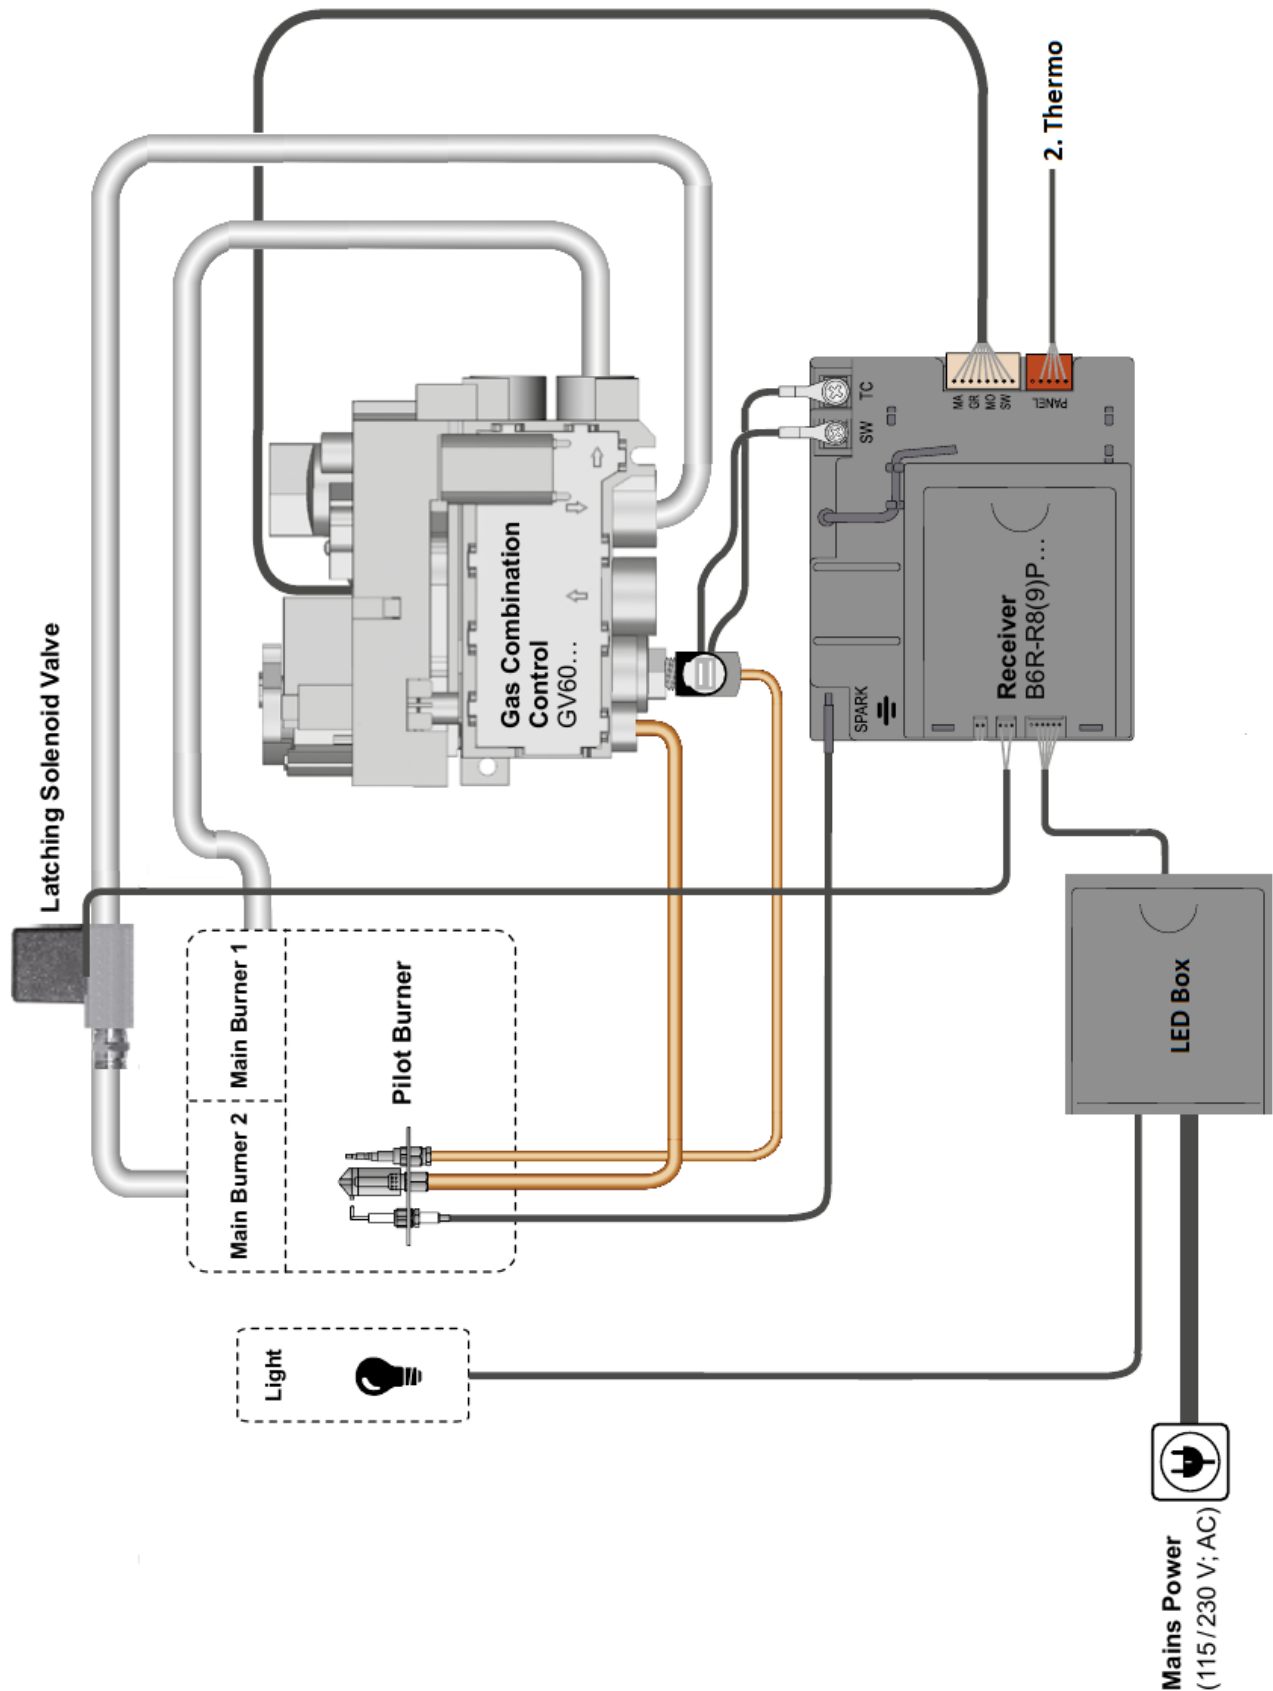 Latching Solenoid Valve
2. Thermo
Gas Combination
Control
GV60...
TC
SW
MA
GR
MO
SW
PANEL
SPARK
Receiver
B6R-R8(9)P...
Main Burner 1
Main Burner 2
Pilot Burner
LED Box
Light
Mains Power
(115/230 V; AC)